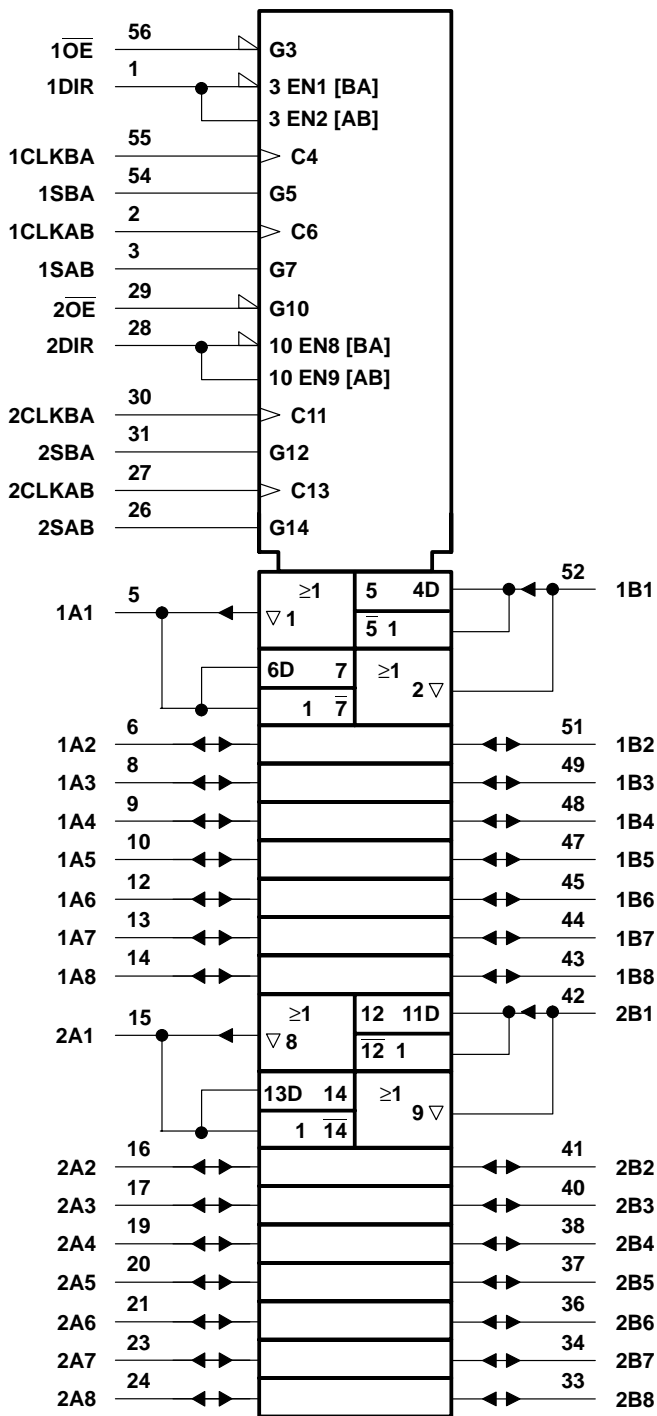 56
1OE G3
1
1DIR 3 EN1 [BA]
3 EN2 [AB]
55
1CLKBA C4
54
1SBA G5
2
1CLKAB C6
3
1SAB G7
29
2OE G10
28
2DIR 10 EN8 [BA]
10 EN9 [AB]
30
2CLKBA C11
31
2SBA G12
27
2CLKAB C13
26
2SAB G14
5 ≥1 5 4D 52
1A1 ▽ 1 5 1 1B1
6D 7 ≥1
1 7 2 ▽
6 51
1A2 1B2
8 49
1A3 1B3
9 48
1A4 1B4
10 47
1A5 1B5
12 45
1A6 1B6
13 44
1A7 1B7
14 43
1A8 1B8
15 ≥1 12 11D 42
2A1 ▽ 8 12 1 2B1
13D 14 ≥1
1 14 9 ▽
16 41
2A2 2B2
17 40
2A3 2B3
19 38
2A4 2B4
20 37
2A5 2B5
21 36
2A6 2B6
23 34
2A7 2B7
24 33
2A8 2B8